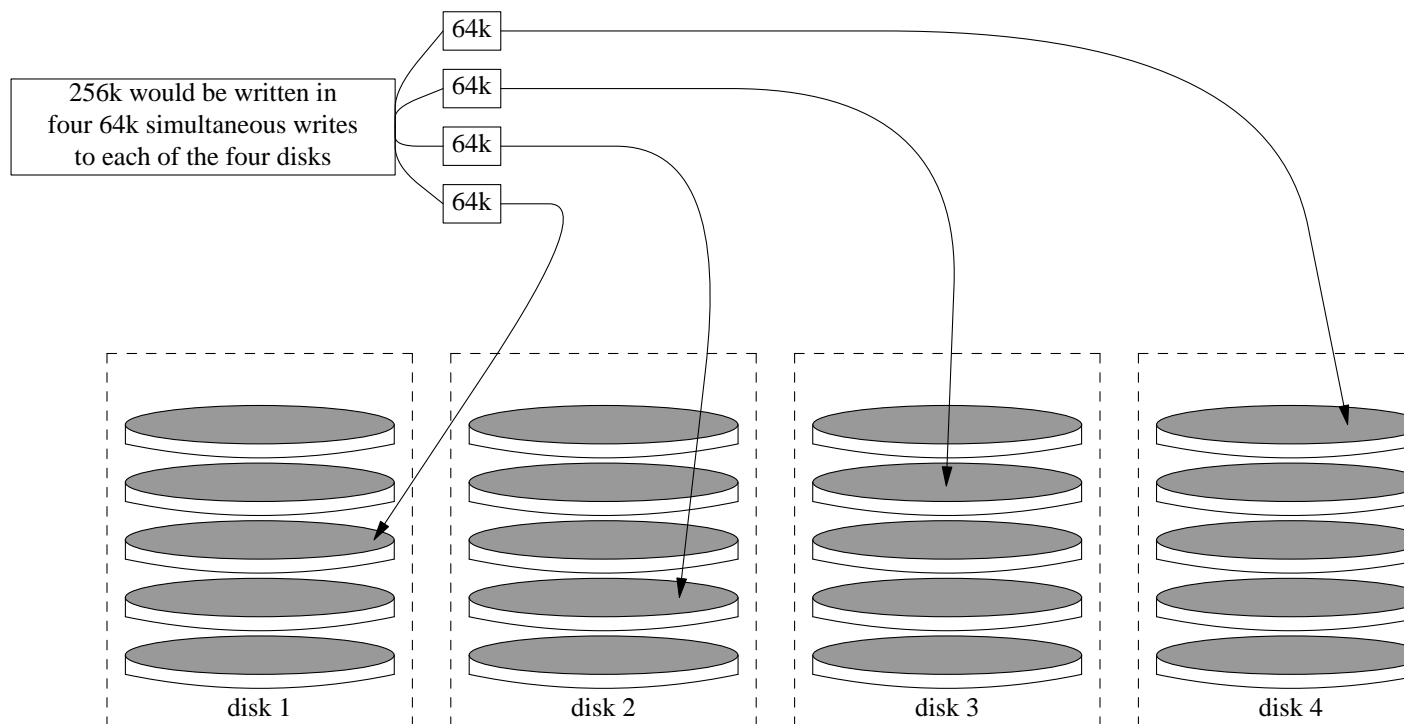 64k
64k
256k would be written in
four 64k simultaneous writes
to each of the four disks
64k
64k
disk 1
disk 2
disk 3
disk 4